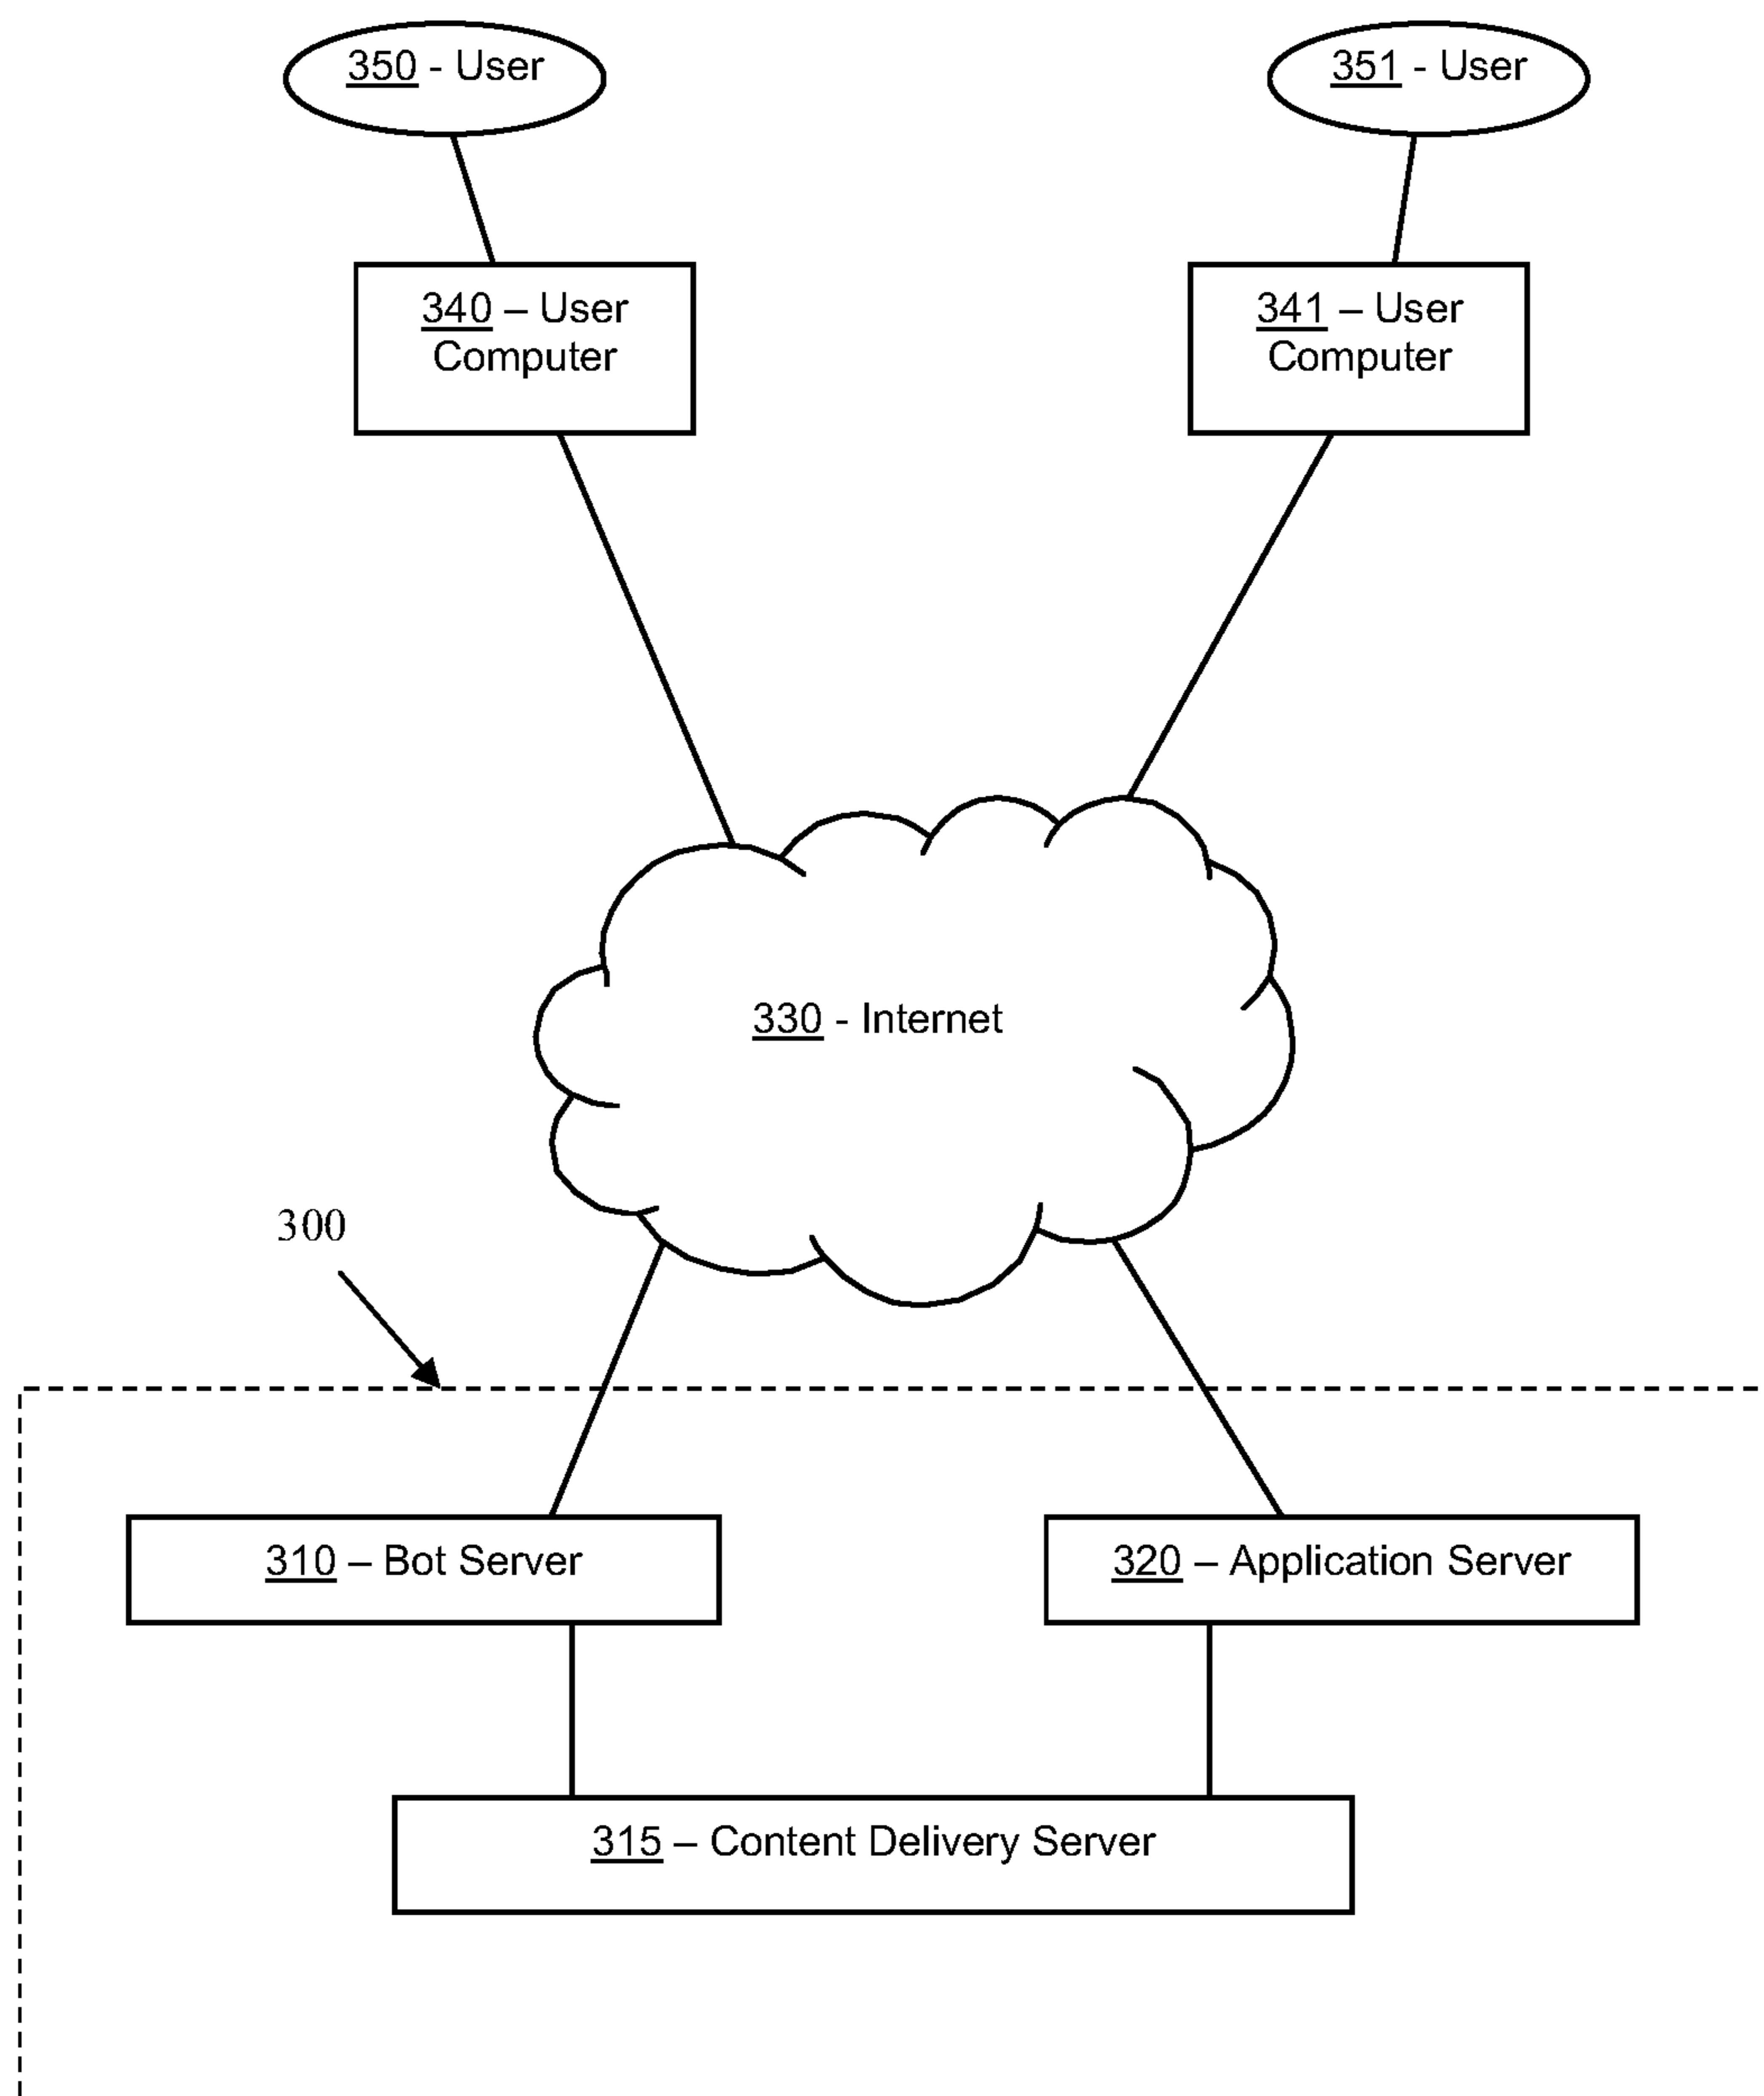 350 - User
351 - User
340 – User
Computer
341 – User
Computer
330 - Internet
300
310 – Bot Server
320 – Application Server
315 – Content Delivery Server